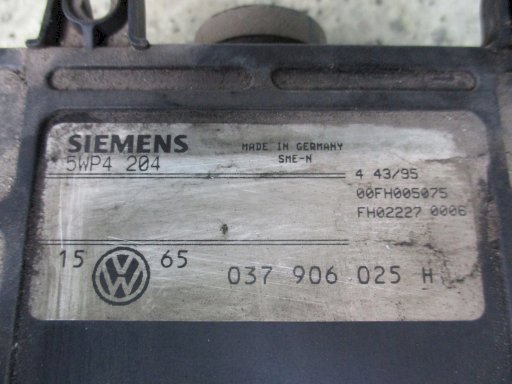 SIEMENS
5WP4 204
MADE IN GERMANY
SME-N
4 43/95
00FH005075
FH02227 0006
15 65
037 906 025 H